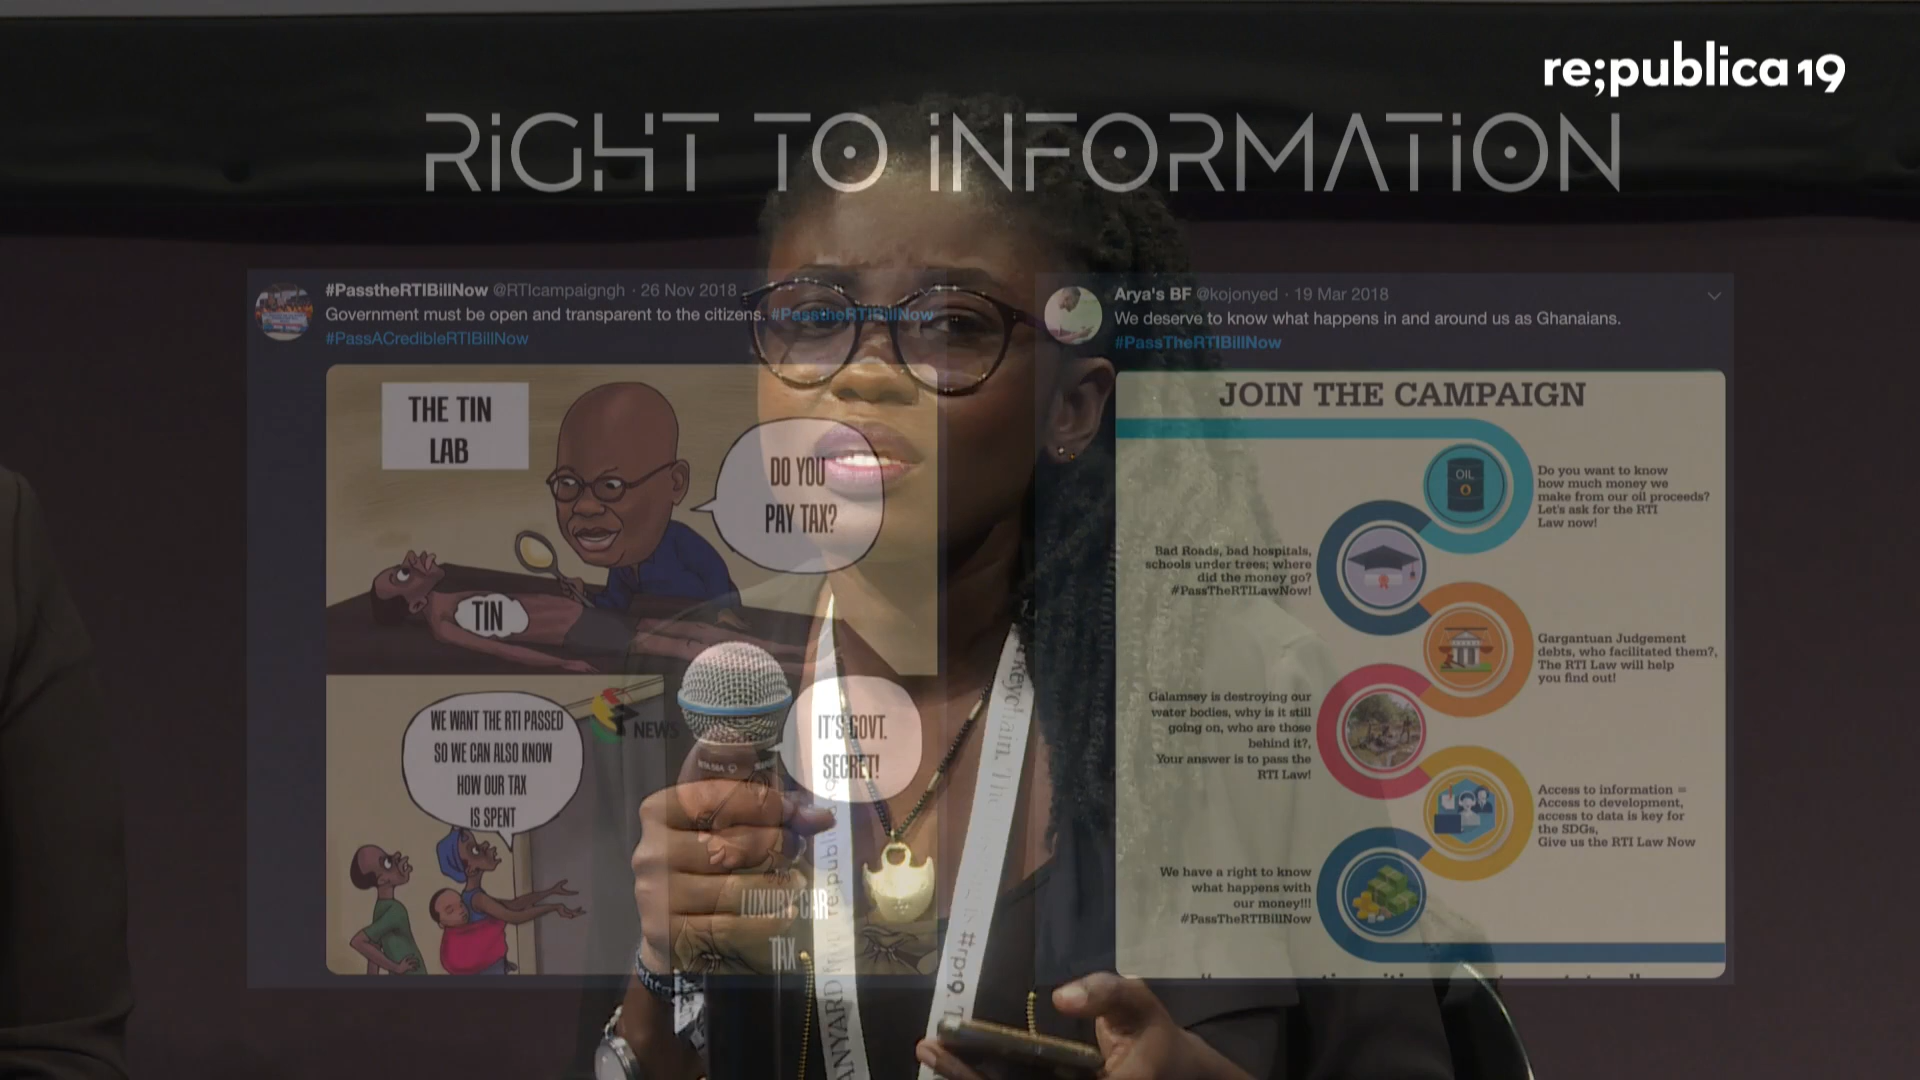 re;publica 19
RiGHT TO iNFORMATiON
#PasstheRTIBillNow @RTIcampaigngh · 26 Nov 2018
Government must be open and transparent to the citizens. #PasstheRTIBillNow
#PassACredibleRTIBillNow
THE TIN
LAB
DO YOU
PAY TAX?
TIN
WE WANT THE RTI PASSED
SO WE CAN ALSO KNOW
HOW OUR TAX
IS SPENT
NEWS
IT'S GOVT.
SECRET!
LUXURY CAR
TAX
Arya's BF @kojonyed · 19 Mar 2018
We deserve to know what happens in and around us as Ghanaians.
#PassTheRTIBillNow
JOIN THE CAMPAIGN
OIL
Do you want to know
how much money we
make from our oil proceeds?
Let's ask for the RTI
Law now!
Bad Roads, bad hospitals,
schools under trees; where
did the money go?
#PassTheRTILawNow!
Gargantuan Judgement
debts, who facilitated them?,
The RTI Law will help
you find out!
Galamsey is destroying our
water bodies, why is it still
going on, who are those
behind it?,
Your answer is to pass the
RTI Law!
Access to information =
Access to development,
access to data is key for
the SDGs,
Give us the RTI Law Now
We have a right to know
what happens with
our money!!!
#PassTheRTIBillNow
#rp19.